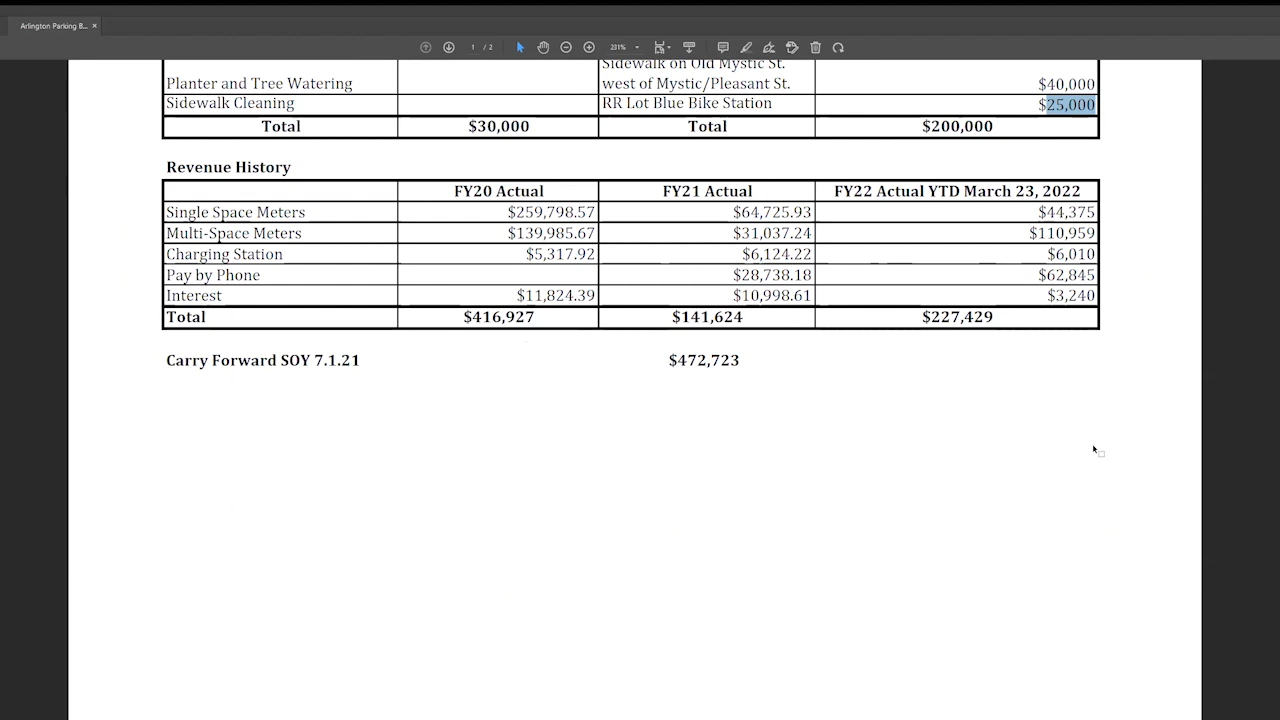 Arlington Parking B... ×
1 / 2
231%
Sidewalk on Old Mystic St.
Planter and Tree Watering west of Mystic/Pleasant St. $40,000
Sidewalk Cleaning RR Lot Blue Bike Station $25,000
Total $30,000 Total $200,000
Revenue History
FY20 Actual FY21 Actual FY22 Actual YTD March 23, 2022
Single Space Meters $259,798.57 $64,725.93 $44,375
Multi-Space Meters $139,985.67 $31,037.24 $110,959
Charging Station $5,317.92 $6,124.22 $6,010
Pay by Phone $28,738.18 $62,845
Interest $11,824.39 $10,998.61 $3,240
Total $416,927 $141,624 $227,429
Carry Forward SOY 7.1.21 $472,723